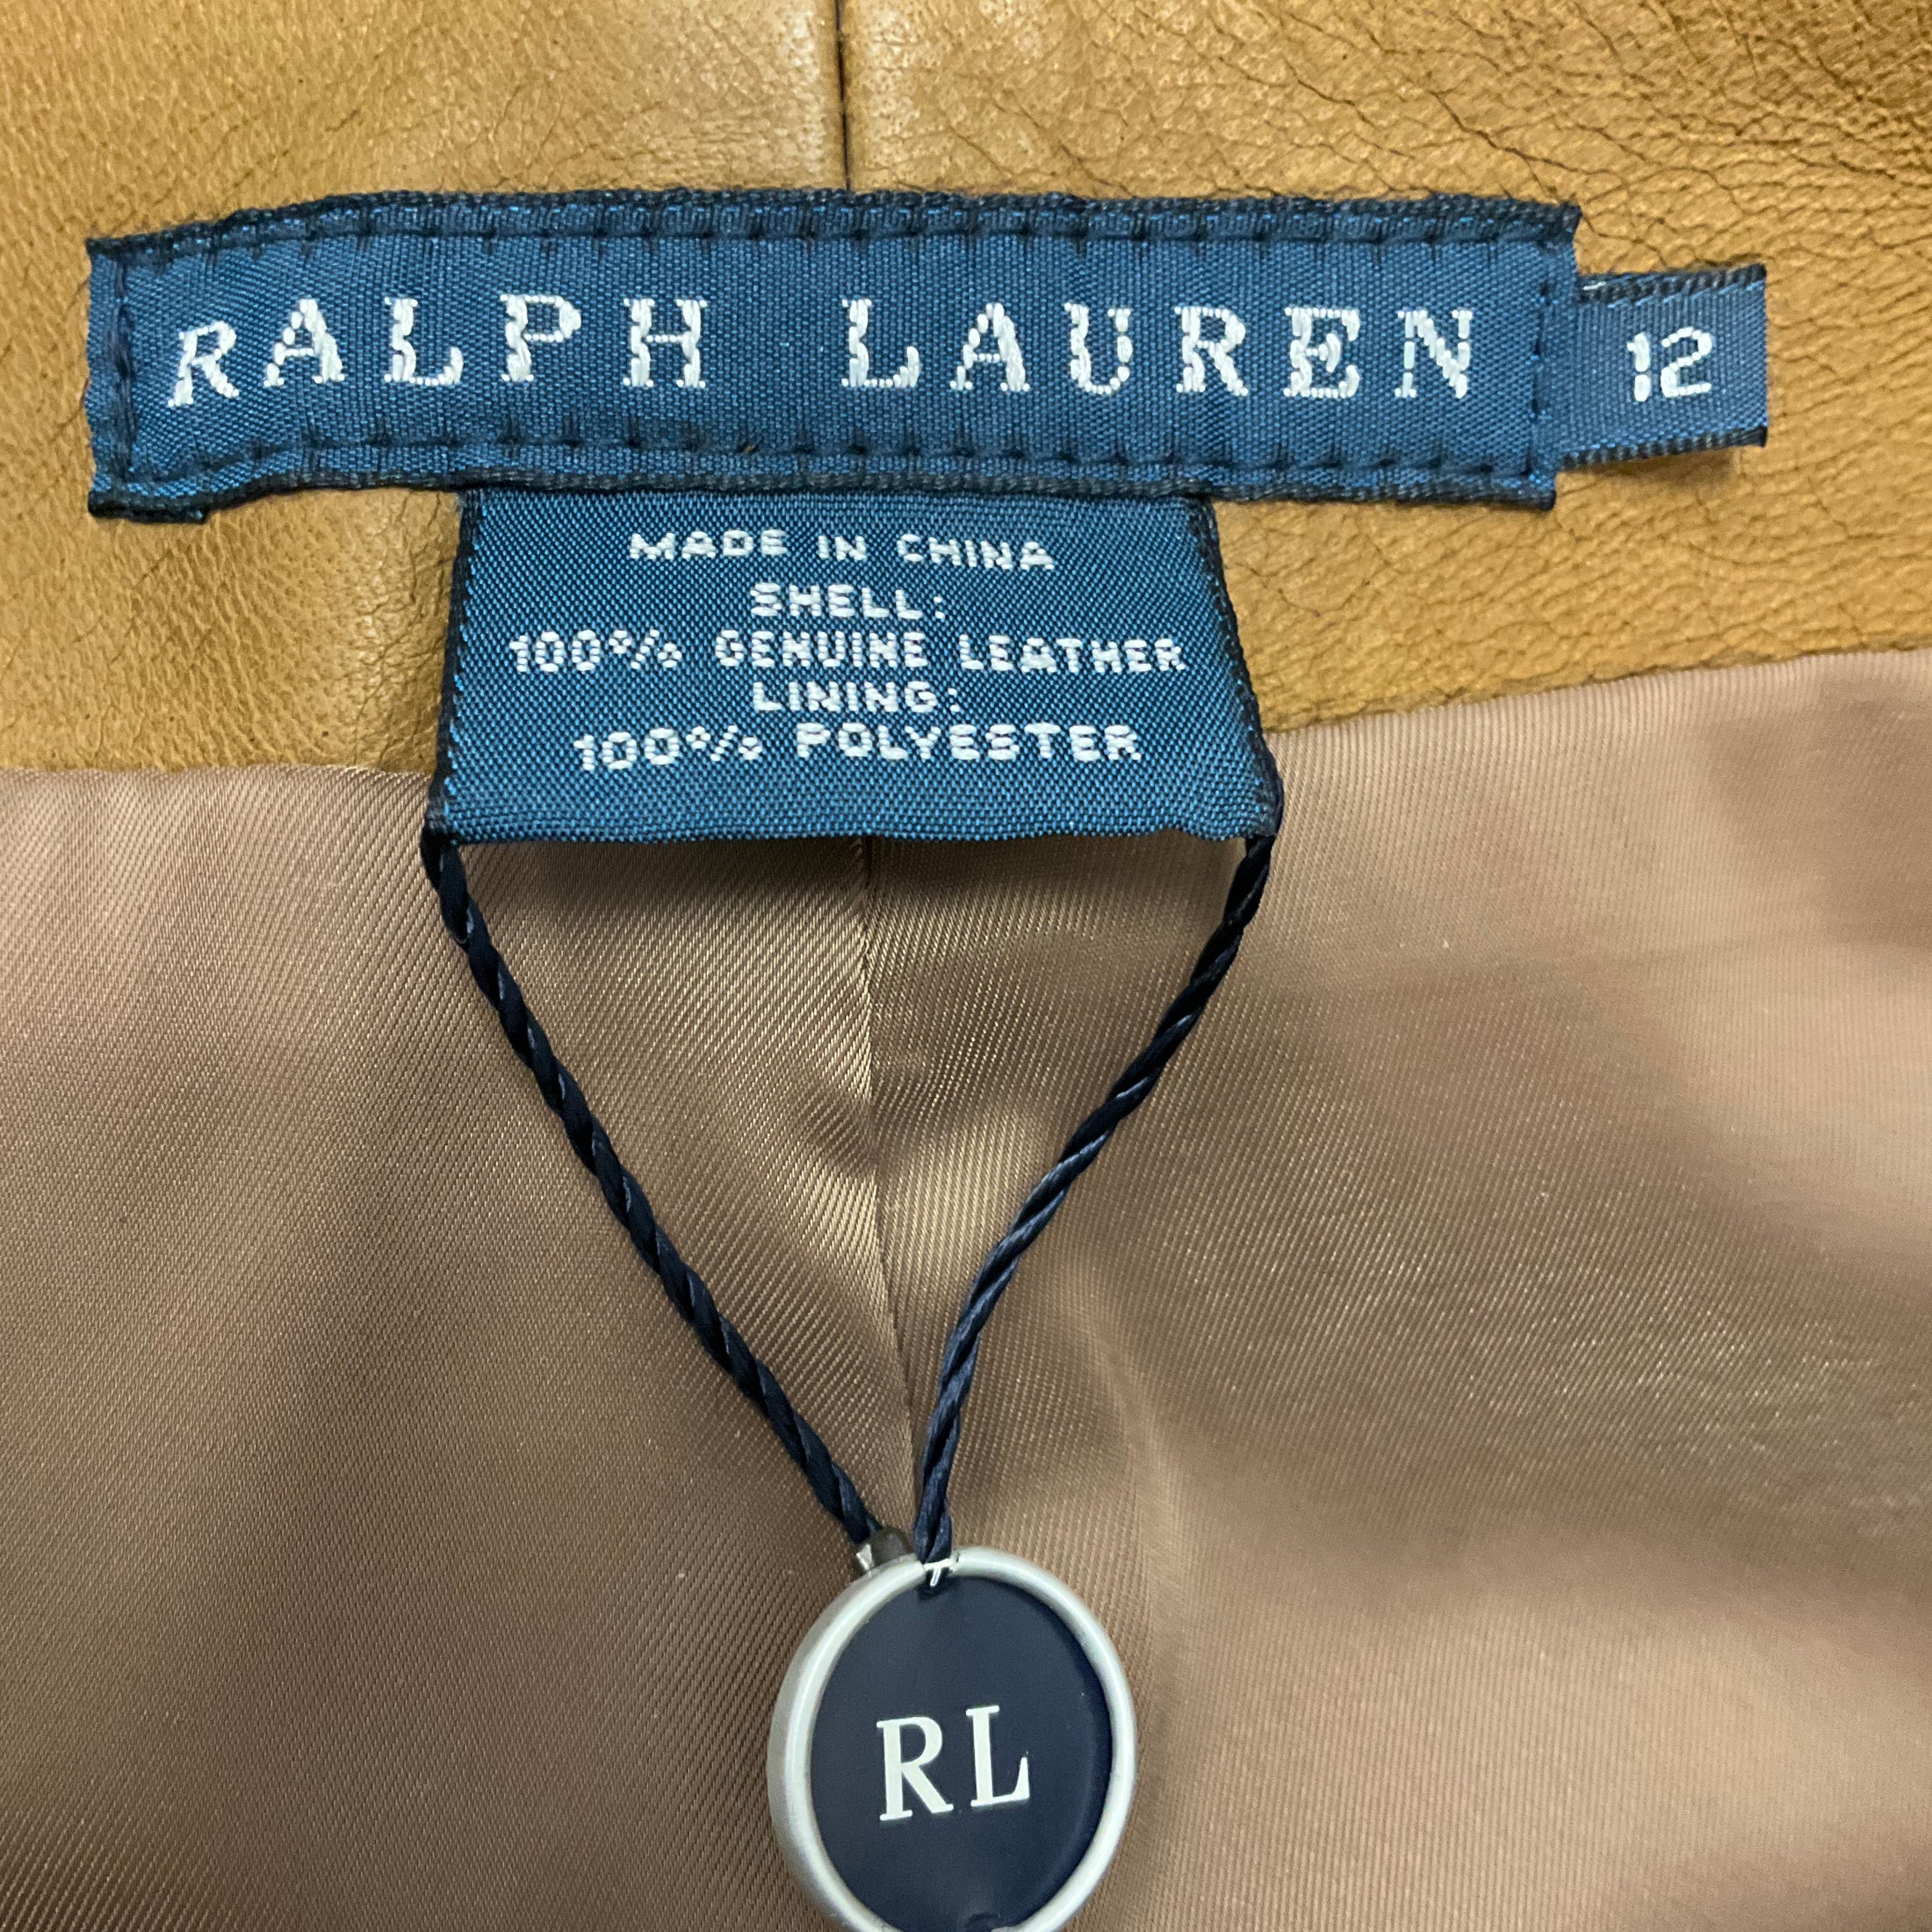 RALPH LAUREN 12
MADE IN CHINA
SHELL:
100% GENUINE LEATHER
LINING:
100% POLYESTER
RL